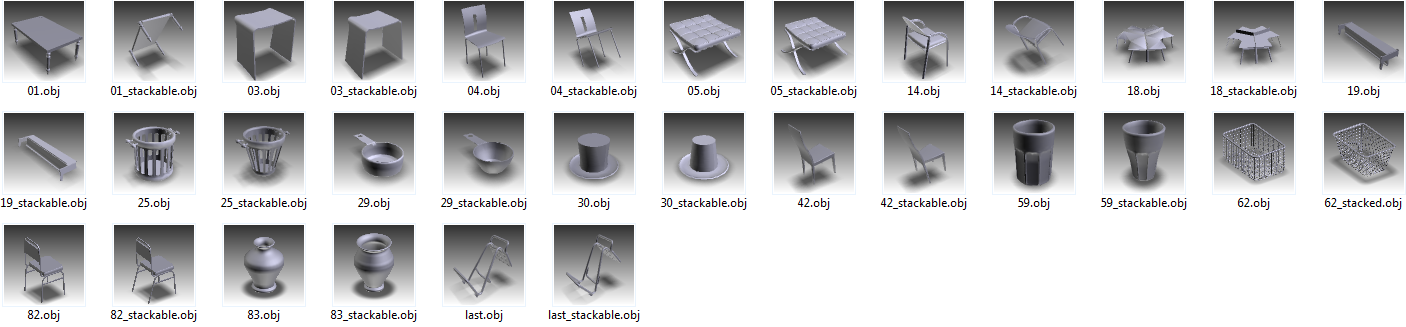 01.obj 01_stackable.obj 03.obj 03_stackable.obj 04.obj 04_stackable.obj 05.obj 05_stackable.obj 14.obj 14_stackable.obj 18.obj 18_stackable.obj 19.obj
19_stackable.obj 25.obj 25_stackable.obj 29.obj 29_stackable.obj 30.obj 30_stackable.obj 42.obj 42_stackable.obj 59.obj 59_stackable.obj 62.obj 62_stacked.obj
82.obj 82_stackable.obj 83.obj 83_stackable.obj last.obj last_stackable.obj